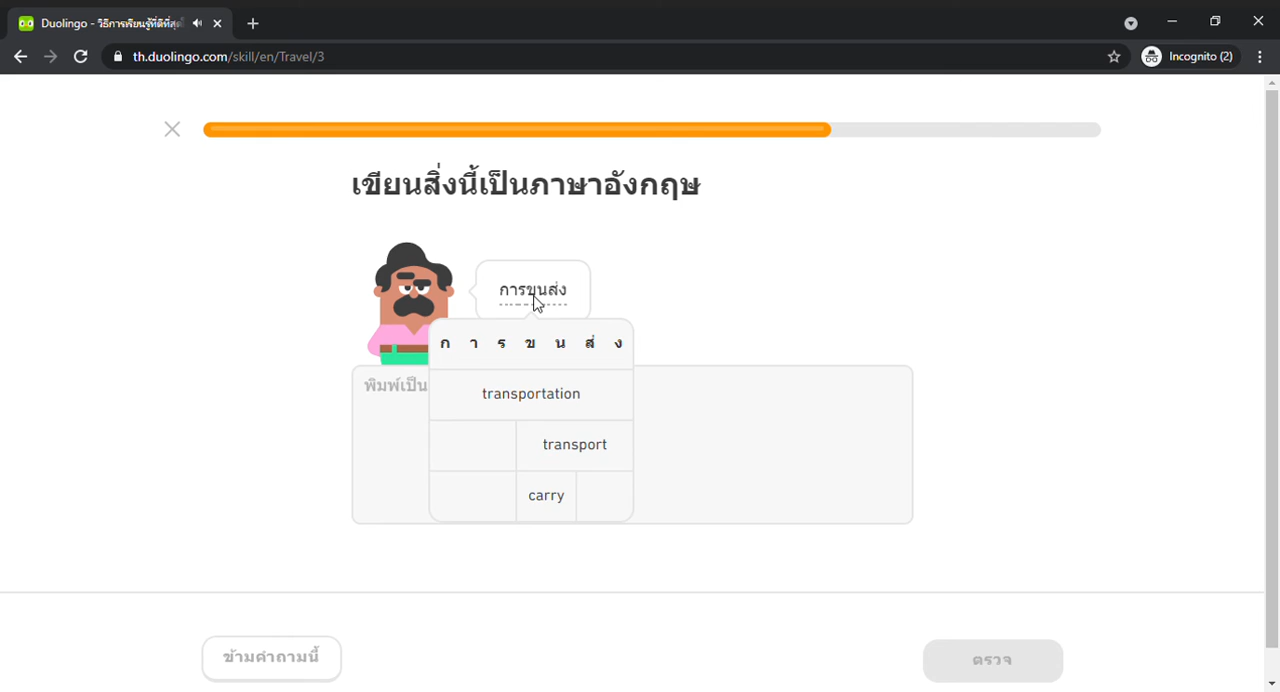 Duolingo - วิธีการเรียนรู้ที่ดีที่สุด
th.duolingo.com/skill/en/Travel/3
Incognito (2)
เขียนสิ่งนี้เป็นภาษาอังกฤษ
การขนส่ง
ก า ร ข น ส่ ง
พิมพ์เป็น
transportation
transport
carry
ข้ามคำถามนี้
ตรวจ